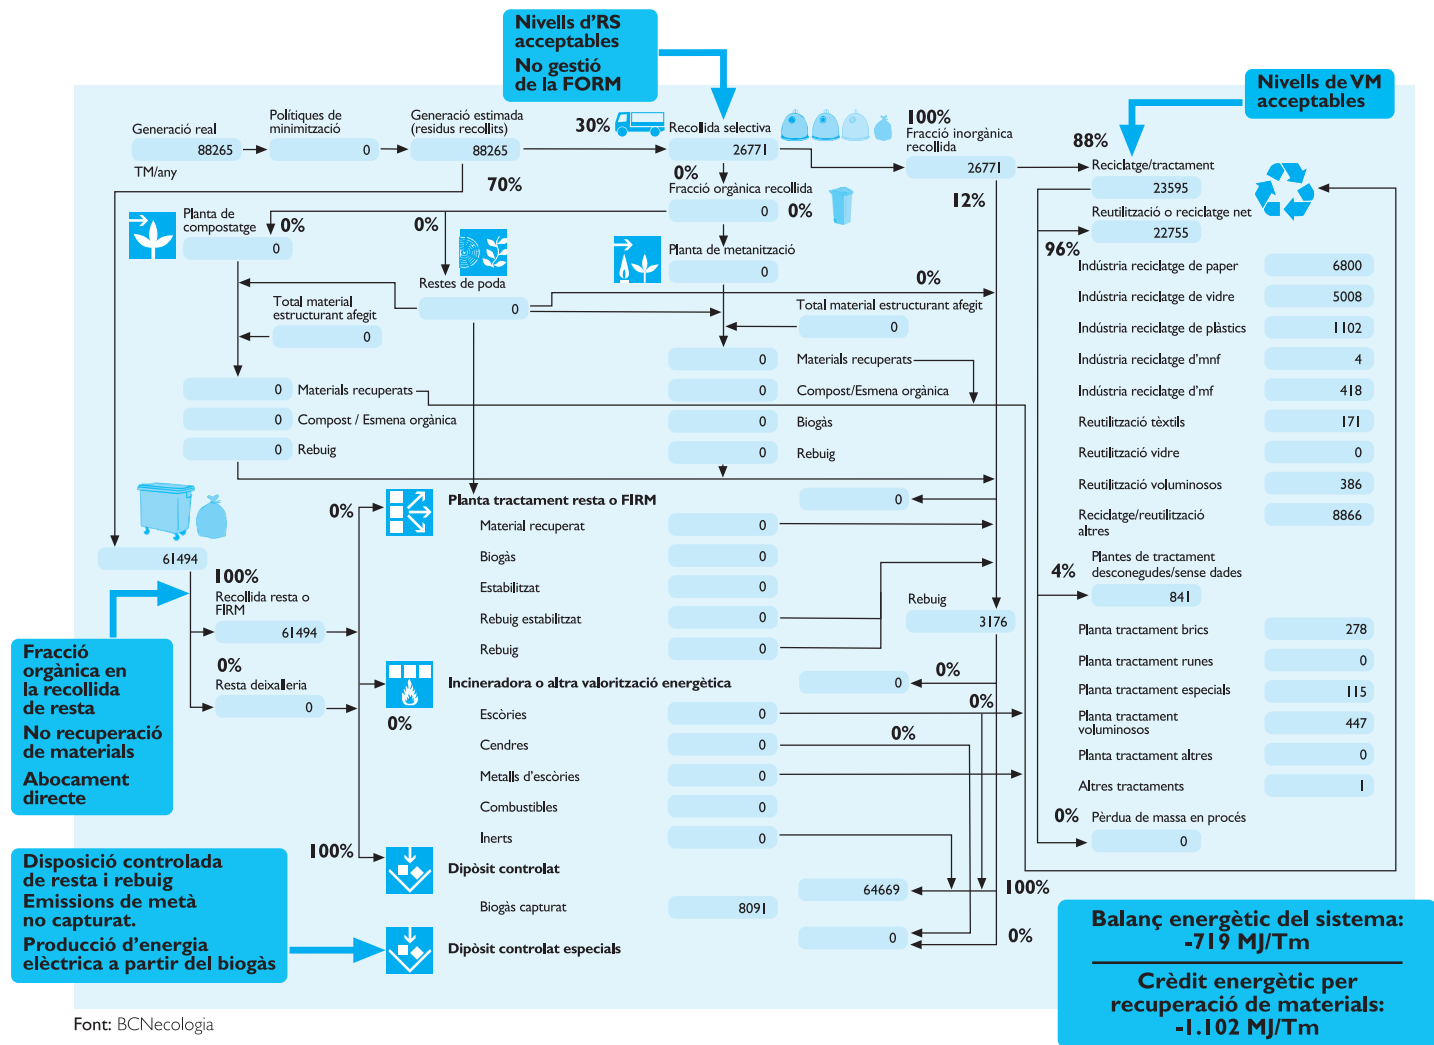 Nivells d’RS
acceptables
No gestió
de la FORM
Nivells de VM
acceptables
Generació real
88265
TM/any
Polítiques de
minimització
0
Generació estimada
(residus recollits)
88265
30%
Recollida selectiva
26771
100%
Fracció inorgànica
recollida
26771
88%
Reciclatge/tractament
23595
70%
0%
Fracció orgànica recollida
0
0%
12%
Reutilització o reciclatge net
22755
96%
Planta de
compostatge
0%
0
0%
Restes de poda
0
Planta de metanització
0
0%
Total material
estructurant afegit
0
Total material estructurant afegit
0
0
Materials recuperats
0
Compost / Esmena orgànica
0
Rebuig
0
Materials recuperats
0
Compost/Esmena orgànica
0
Biogàs
0
Rebuig
Indústria reciclatge de paper
6800
Indústria reciclatge de vidre
5008
Indústria reciclatge de plàstics
1102
Indústria reciclatge d’mnf
4
Indústria reciclatge d’mf
418
Reutilització tèxtils
171
Reutilització vidre
0
Reutilització voluminosos
386
Reciclatge/reutilització
altres
8866
4%
Plantes de tractament
desconegudes/sense dades
841
Planta tractament brics
278
Planta tractament runes
0
Planta tractament especials
115
Planta tractament
voluminosos
447
Planta tractament altres
0
Altres tractaments
1
0%
Pèrdua de massa en procés
0
61494
100%
Recollida resta o
FIRM
61494
0%
Resta deixalleria
0
0%
Planta tractament resta o FIRM
0
Material recuperat
0
Biogàs
0
Estabilitzat
0
Rebuig estabilitzat
0
Rebuig
0
Rebuig
3176
0%
Incineradora o altra valorització energètica
0
0%
Escòries
0
0%
Cendres
0
0%
Metalls d’escòries
0
Combustibles
0
Inerts
0
100%
Dipòsit controlat
64669
100%
Biogàs capturat
8091
Dipòsit controlat especials
0
0%
Fracció
orgànica en
la recollida
de resta
No recuperació
de materials
Abocament
directe
Disposició controlada
de resta i rebuig
Emissions de metà
no capturat.
Producció d’energia
elèctrica a partir del biogàs
Balanç energètic del sistema:
-719 MJ/Tm
Crèdit energètic per
recuperació de materials:
-1.102 MJ/Tm
Font: BCNecologia